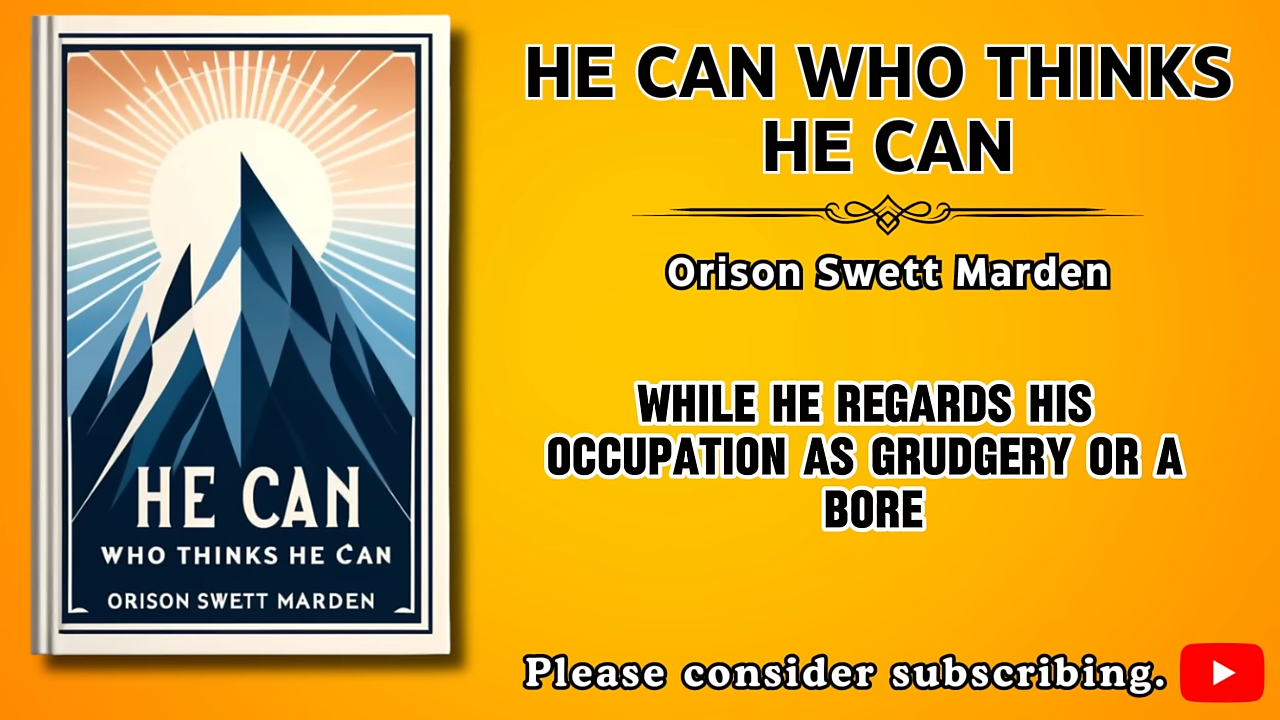 HE CAN
WHO THINKS HE CAN
ORISON SWETT MARDEN
HE CAN WHO THINKS
HE CAN
Orison Swett Marden
WHILE HE REGARDS HIS
OCCUPATION AS GRUDGERY OR A
BORE
Please consider subscribing.